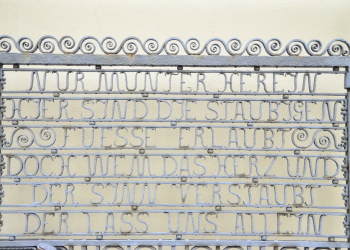 NUR MUNTER HEREIN
HIER SIND DIE STAUBIGEN
FUESSE ERLAUBT
DOCH WEM DAS HERZ UND
DER SINN VERSTAUBT
DER LASS UNS ALLEIN